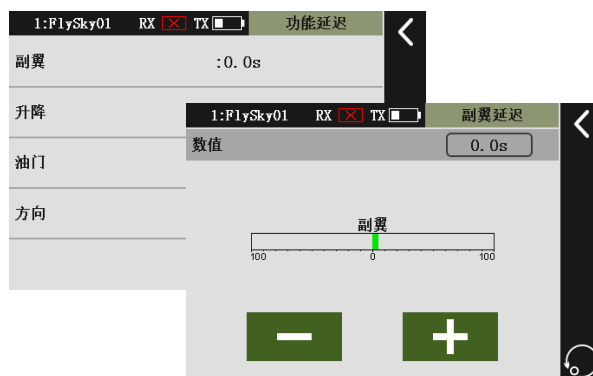 1:FlySky01 RX TX 功能延迟
副翼 :0.0s
升降
油门
方向
1:FlySky01 RX TX 副翼延迟
数值 0.0s
副翼
100 0 100